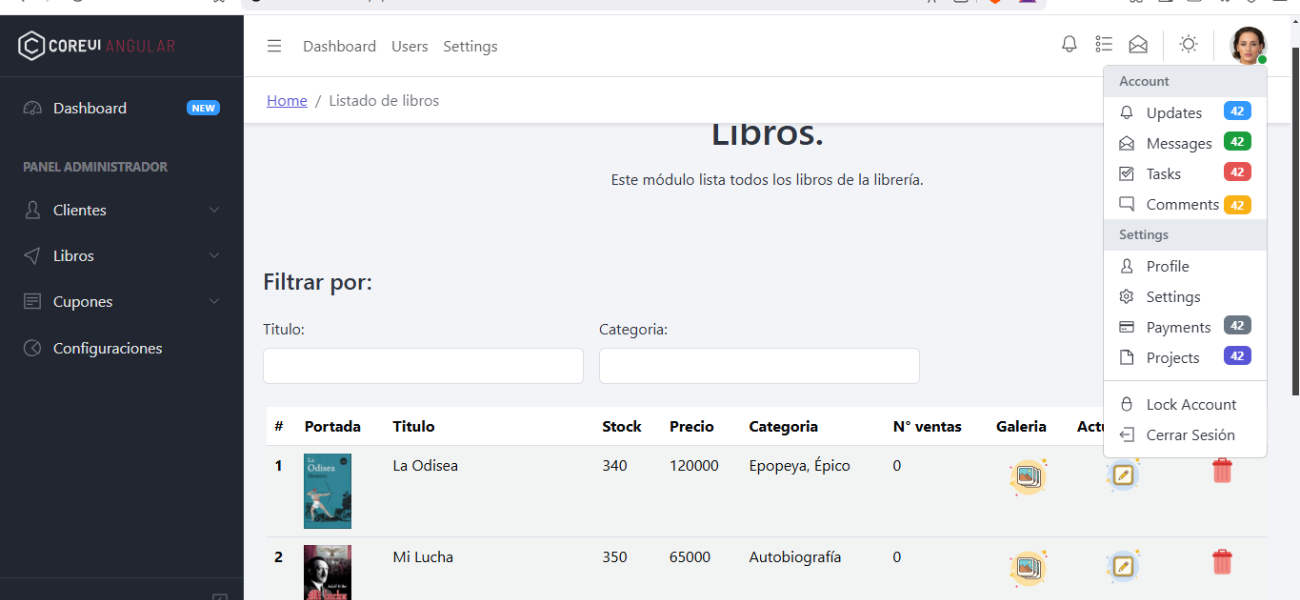 COREUI ANGULAR
Dashboard Users Settings
Dashboard NEW
Home / Listado de libros
PANEL ADMINISTRADOR
Clientes
Libros
Cupones
Configuraciones
Libros.
Este módulo lista todos los libros de la librería.
Filtrar por:
Titulo: Categoria:
# Portada Titulo Stock Precio Categoria N° ventas Galeria
1 La Odisea 340 120000 Epopeya, Épico 0
La
Odisea
2 Mi Lucha 350 65000 Autobiografía 0
Account
Updates 42
Messages 42
Tasks 42
Comments 42
Settings
Profile
Settings
Payments 42
Projects 42
Lock Account
Cerrar Sesión